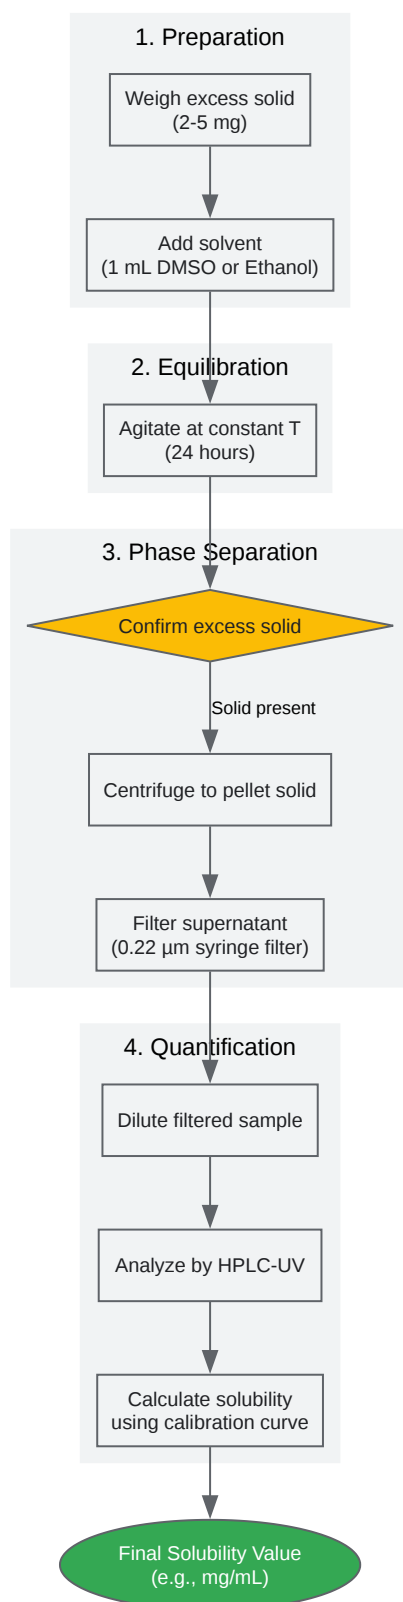 1. Preparation
Weigh excess solid
(2-5 mg)
Add solvent
(1 mL DMSO or Ethanol)
2. Equilibration
Agitate at constant T
(24 hours)
3. Phase Separation
Confirm excess solid
Solid present
Centrifuge to pellet solid
Filter supernatant
(0.22 µm syringe filter)
4. Quantification
Dilute filtered sample
Analyze by HPLC-UV
Calculate solubility
using calibration curve
Final Solubility Value
(e.g., mg/mL)